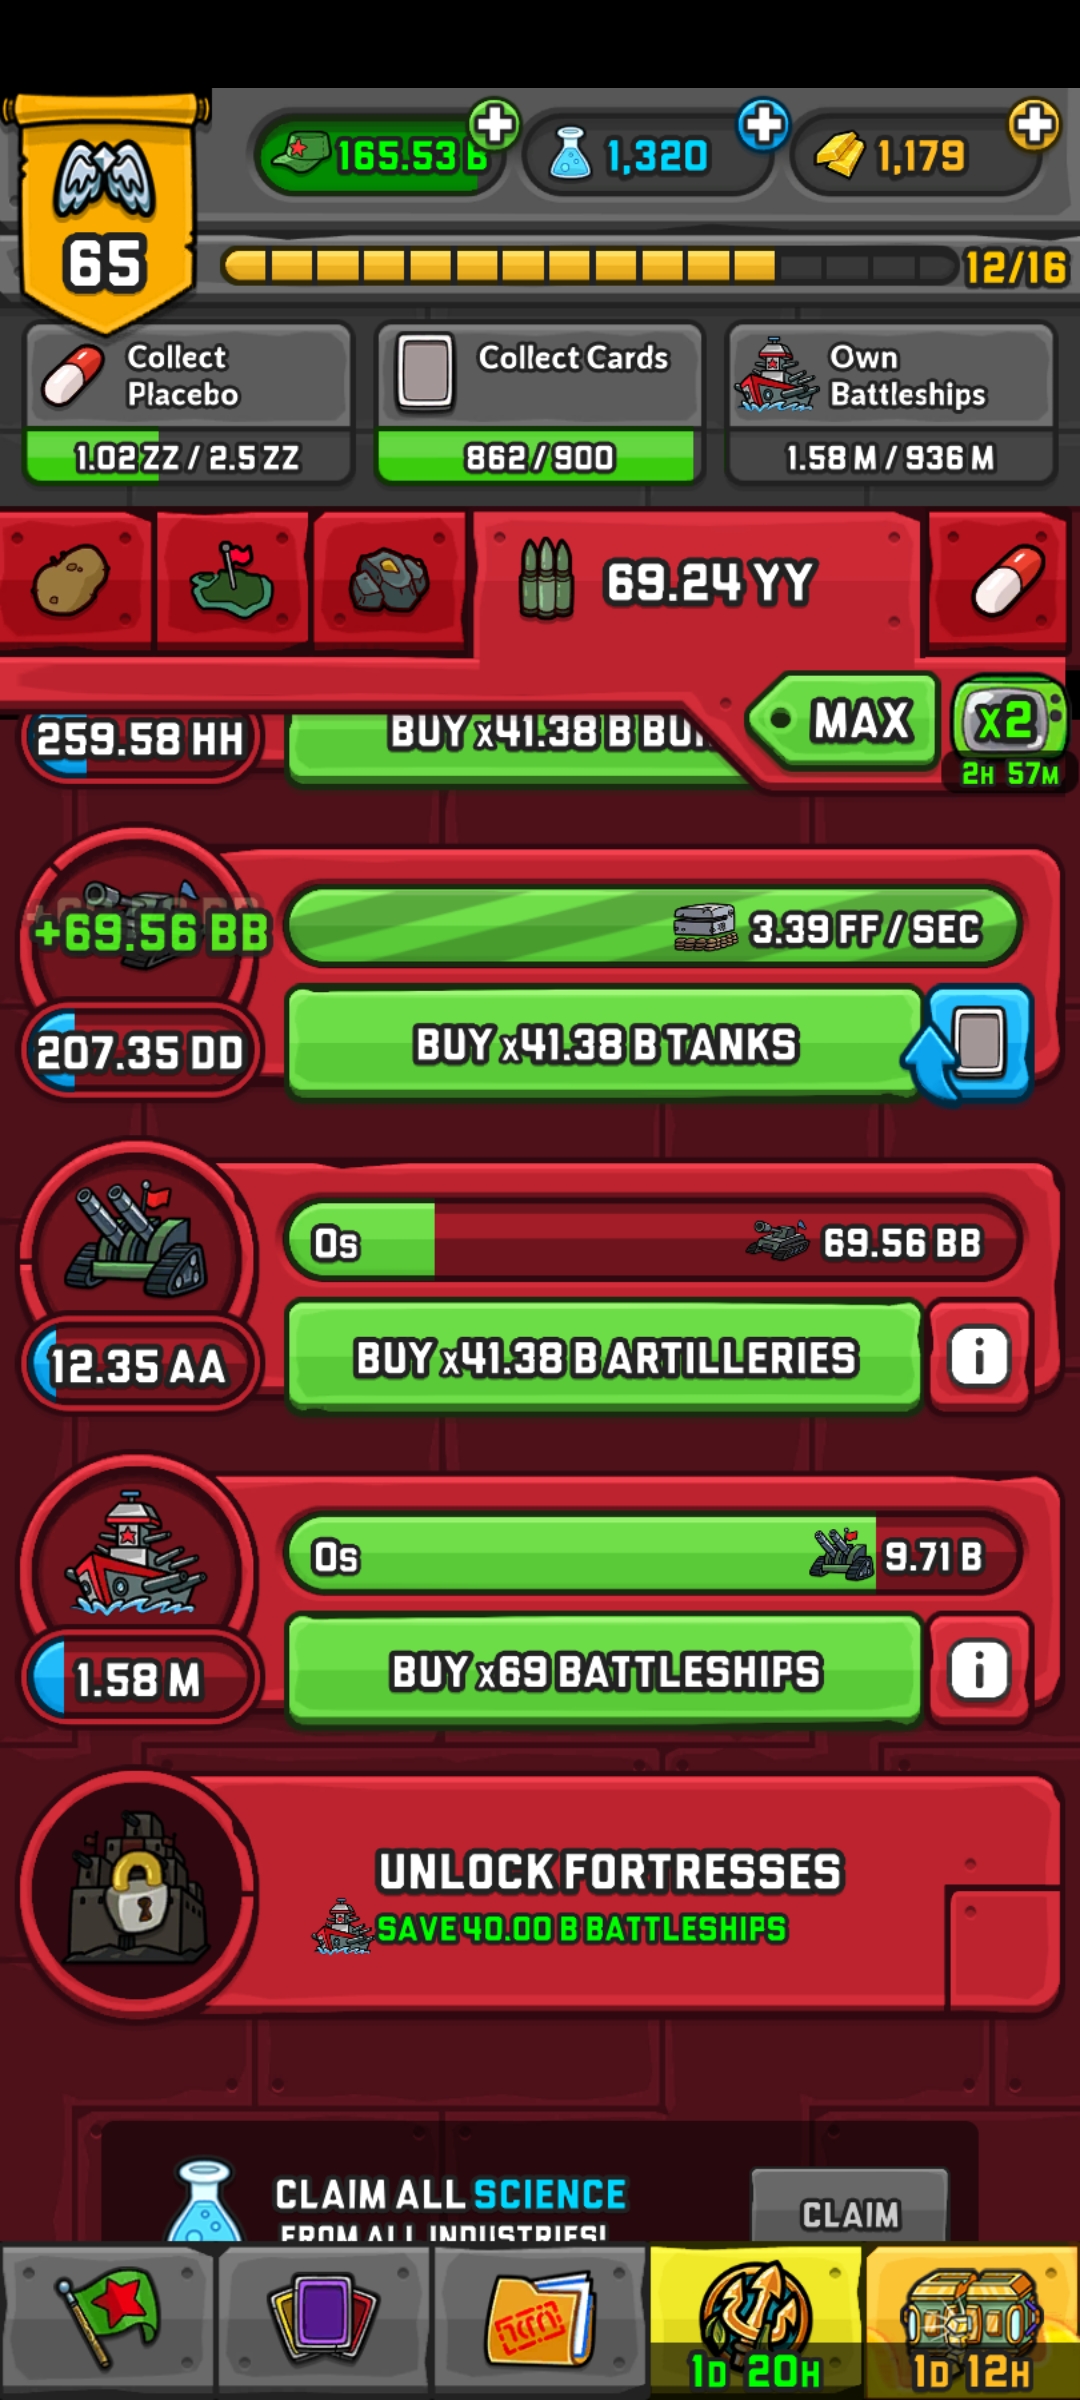 165.53 B
1,320
1,179
65
12/16
Collect
Placebo
Collect Cards
Own
Battleships
1.02 ZZ / 2.5 ZZ
862 / 900
1.58 M / 936 M
69.24 YY
MAX
X2
2H 57M
259.58 HH
BUY x41.38 B
+69.56 BB
3.39 FF / SEC
207.35 DD
BUY x41.38 B TANKS
0s
69.56 BB
12.35 AA
BUY x41.38 B ARTILLERIES
i
0s
9.71 B
1.58 M
BUY x69 BATTLESHIPS
i
UNLOCK FORTRESSES
SAVE 40.00 B BATTLESHIPS
CLAIM ALL SCIENCE
FROM ALL INDUSTRIES!
CLAIM
1D 20H
1D 12H